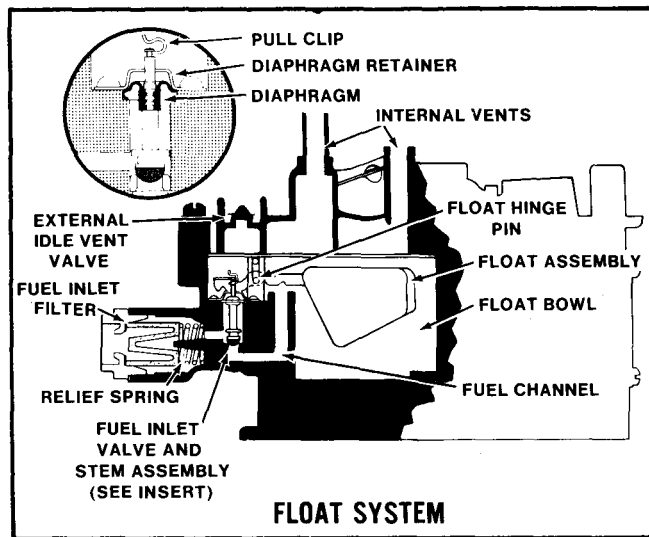 PULL CLIP
DIAPHRAGM RETAINER
DIAPHRAGM
INTERNAL VENTS
EXTERNAL
IDLE VENT
VALVE
FLOAT HINGE
PIN
FLOAT ASSEMBLY
FUEL INLET
FILTER
FLOAT BOWL
RELIEF SPRING
FUEL CHANNEL
FUEL INLET
VALVE AND
STEM ASSEMBLY
(SEE INSERT)
FLOAT SYSTEM